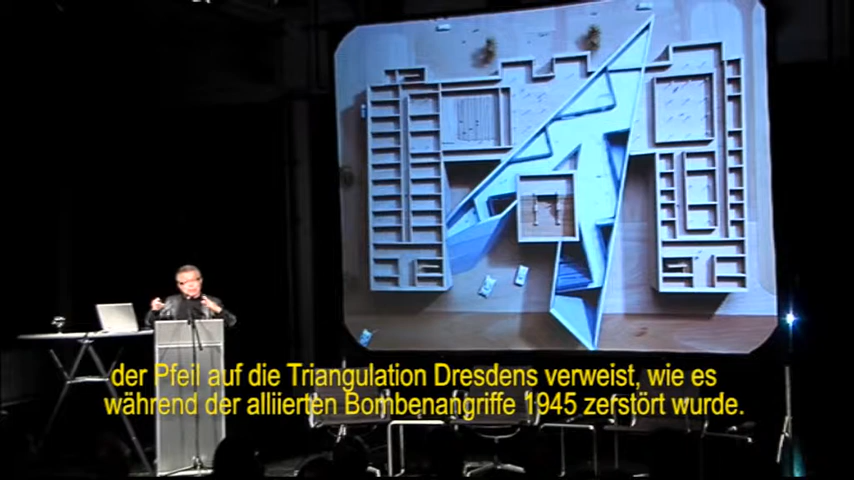 der Pfeil auf die Triangulation Dresdens verweist, wie es
während der alliierten Bombenangriffe 1945 zerstört wurde.